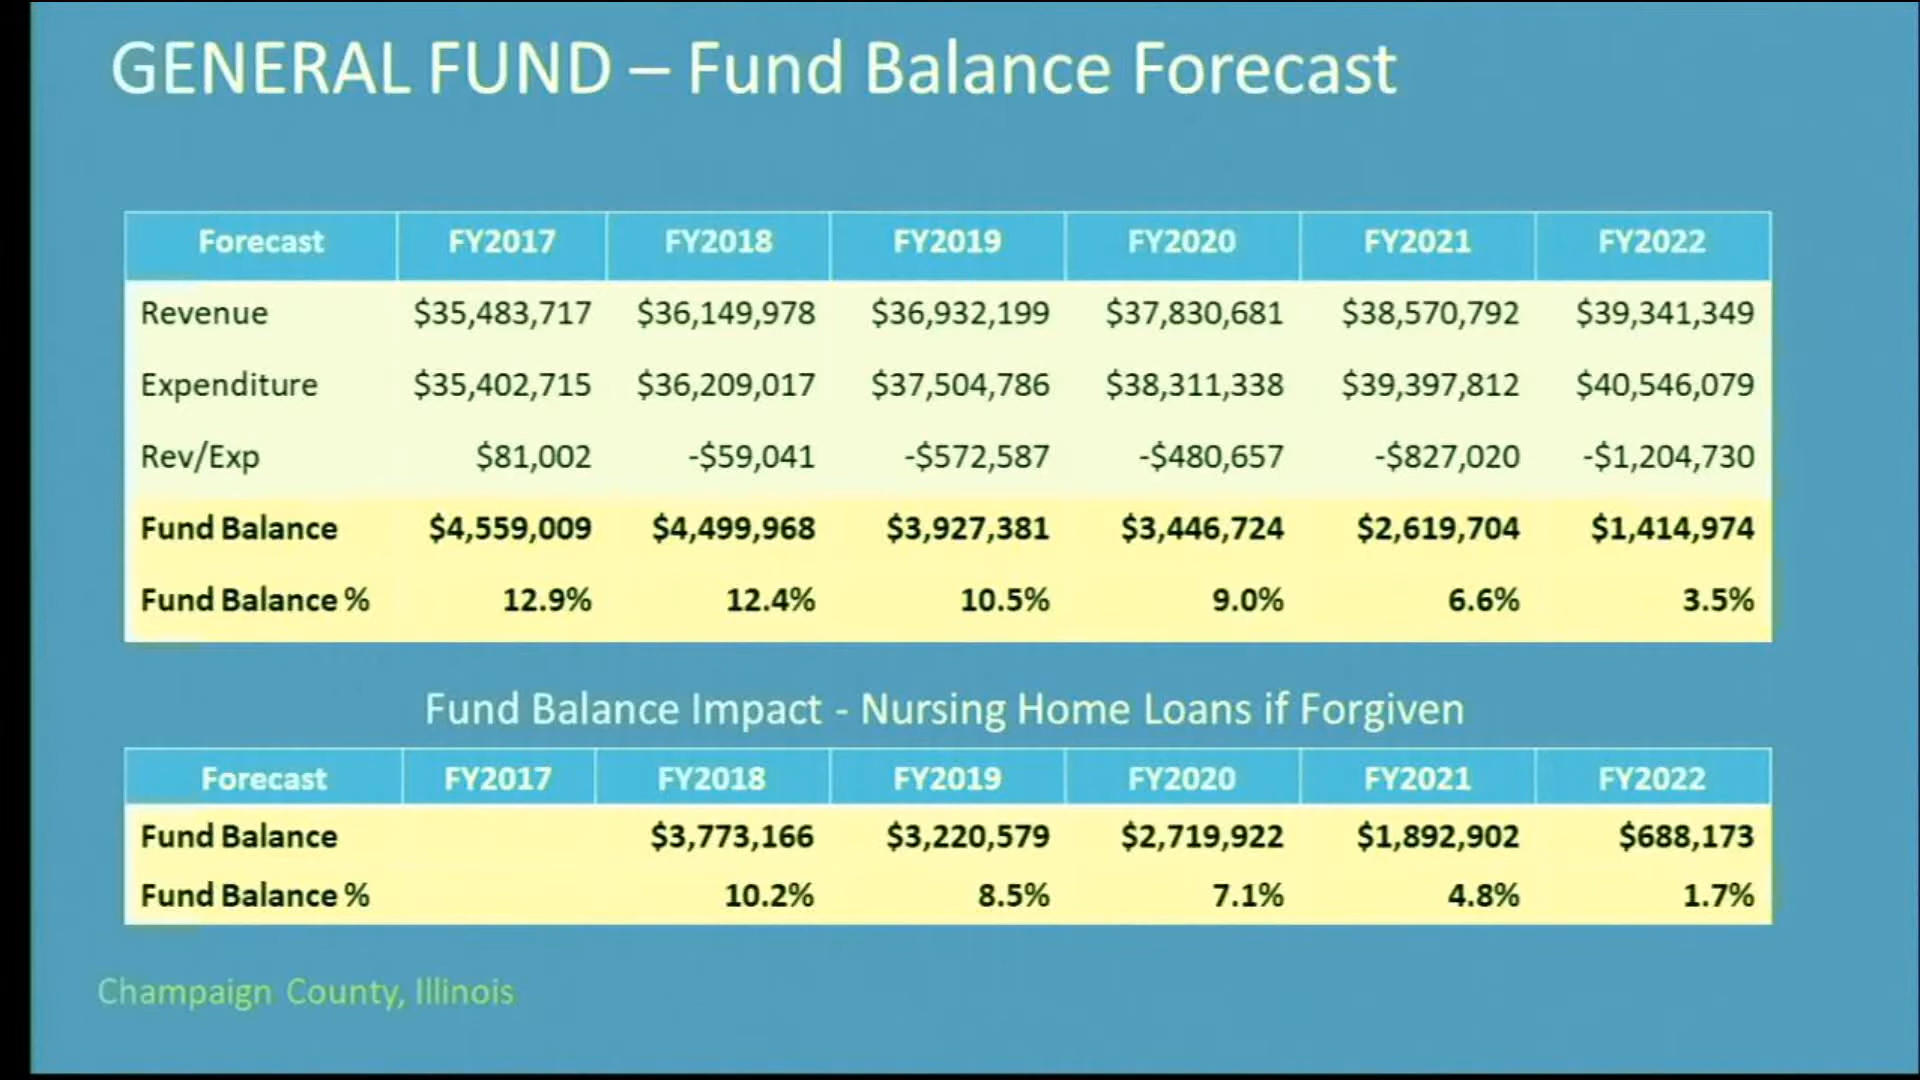 GENERAL FUND – Fund Balance Forecast
Forecast FY2017 FY2018 FY2019 FY2020 FY2021 FY2022
Revenue $35,483,717 $36,149,978 $36,932,199 $37,830,681 $38,570,792 $39,341,349
Expenditure $35,402,715 $36,209,017 $37,504,786 $38,311,338 $39,397,812 $40,546,079
Rev/Exp $81,002 -$59,041 -$572,587 -$480,657 -$827,020 -$1,204,730
Fund Balance $4,559,009 $4,499,968 $3,927,381 $3,446,724 $2,619,704 $1,414,974
Fund Balance % 12.9% 12.4% 10.5% 9.0% 6.6% 3.5%
Fund Balance Impact - Nursing Home Loans if Forgiven
Forecast FY2017 FY2018 FY2019 FY2020 FY2021 FY2022
Fund Balance $3,773,166 $3,220,579 $2,719,922 $1,892,902 $688,173
Fund Balance % 10.2% 8.5% 7.1% 4.8% 1.7%
Champaign County, Illinois